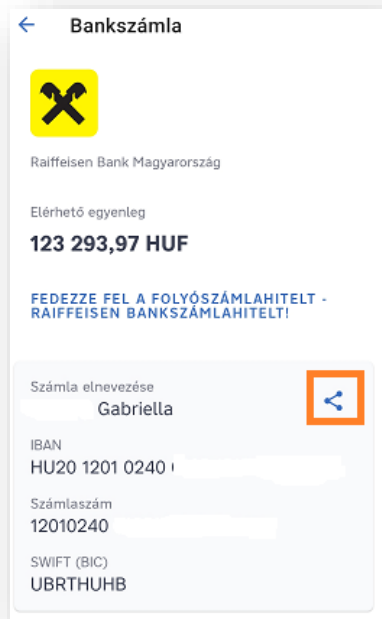 Bankszámla
Raiffeisen Bank Magyarország
Elérhető egyenleg
123 293,97 HUF
FEDEZZE FEL A FOLYÓSZÁMLAHITELT -
RAIFFEISEN BANKSZÁMLAHITELT!
Számla elnevezése
Gabriella
IBAN
HU20 1201 0240
Számlaszám
12010240
SWIFT (BIC)
UBRTHUHB